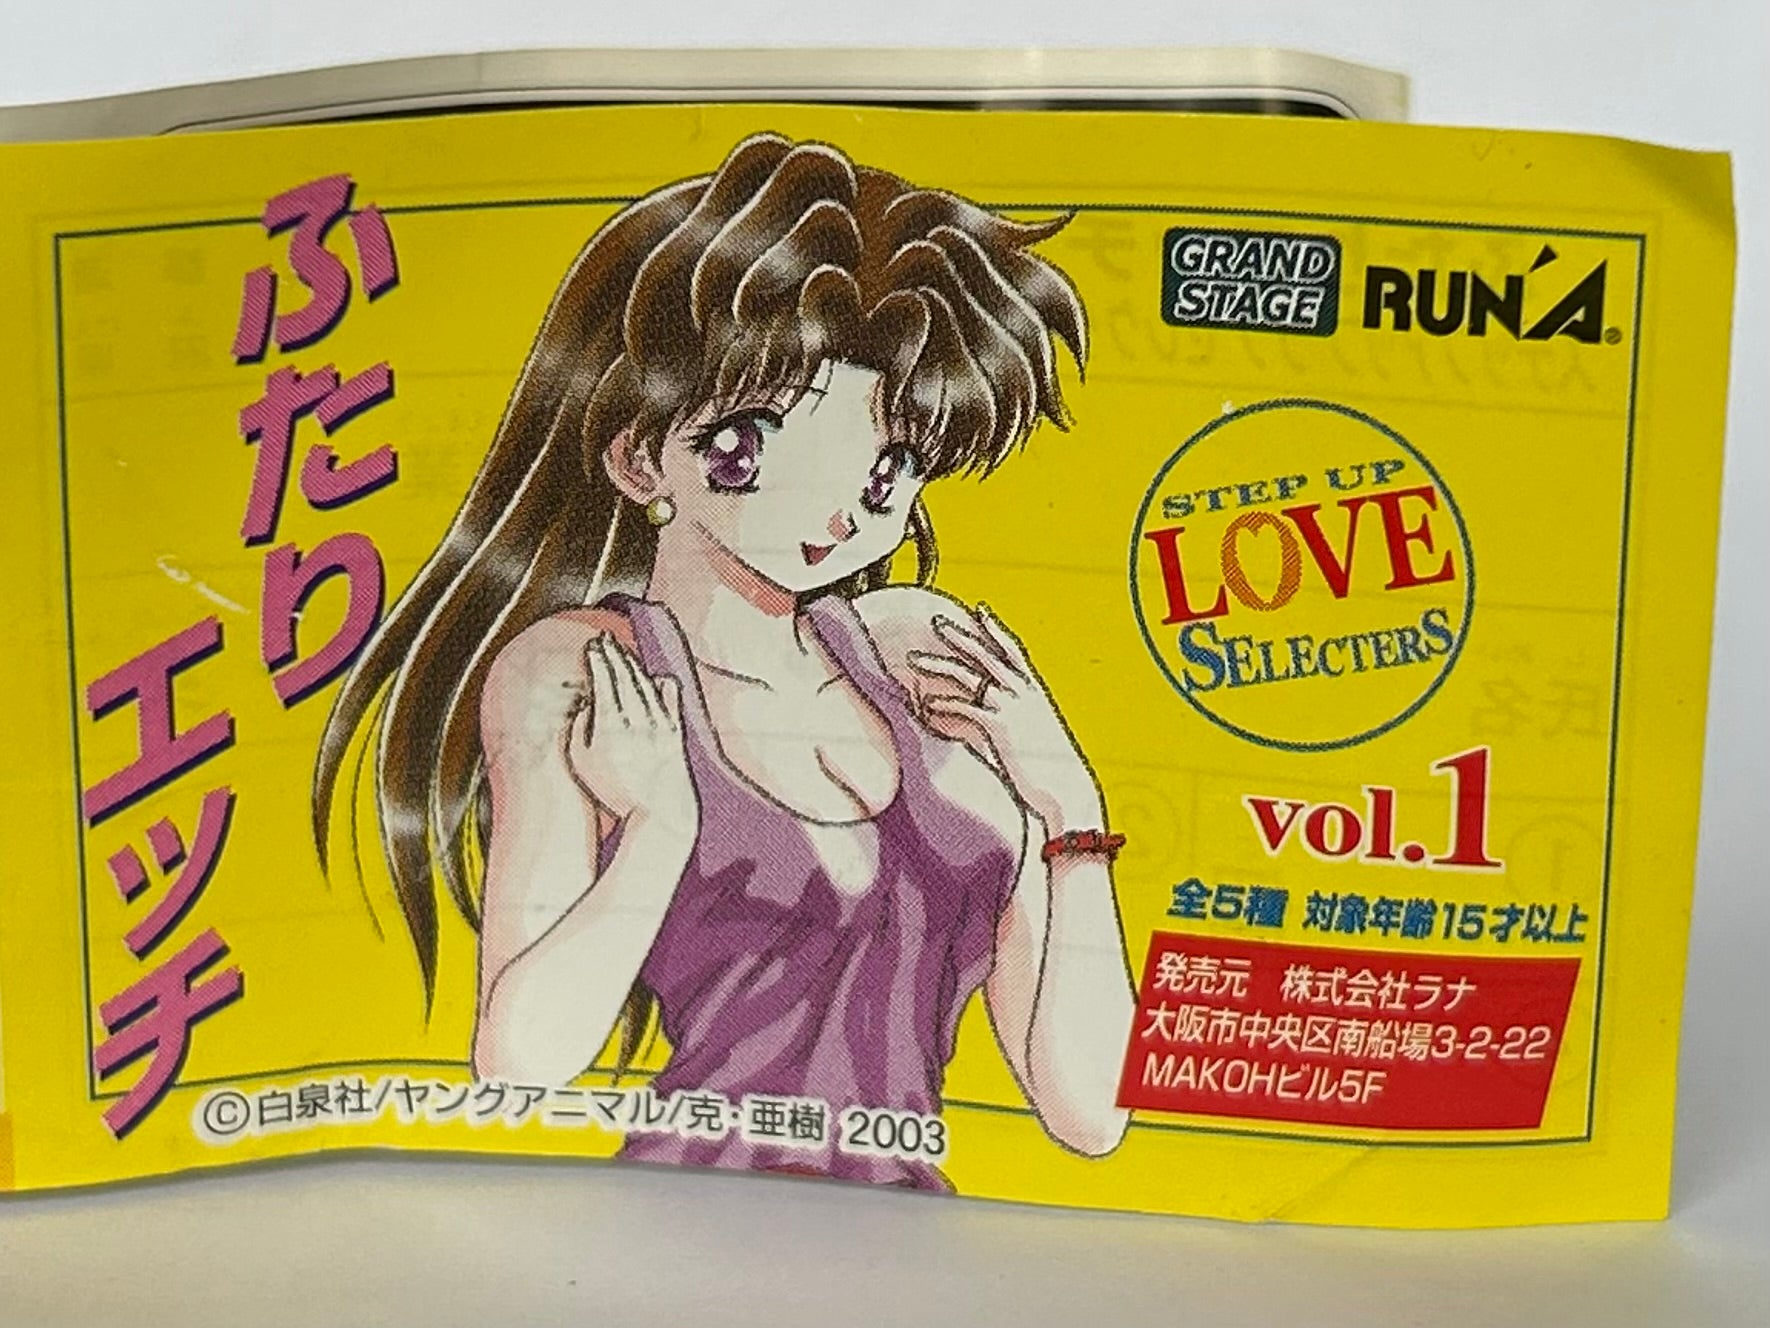 ふたり
エッチ
GRAND
STAGE
RUN'A®
STEP UP
LOVE
SELECTERS
vol.1
全5種 対象年齢15才以上
発売元 株式会社ラナ
大阪市中央区南船場3-2-22
MAKOHビル5F
©白泉社/ヤングアニマル/克・亜樹 2003